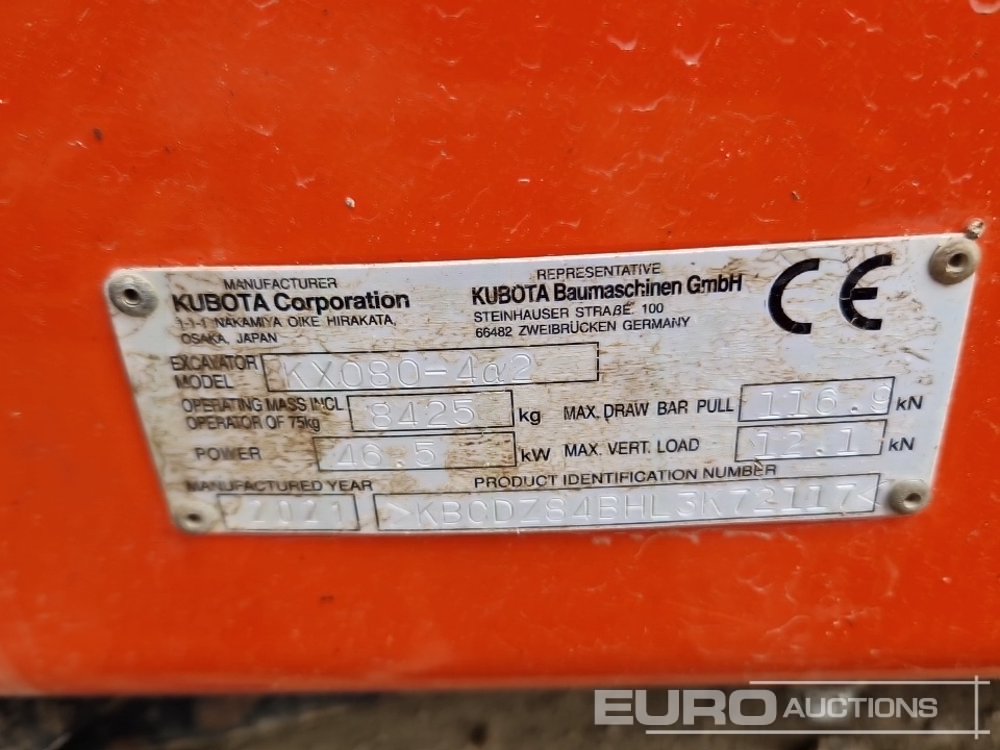 MANUFACTURER
KUBOTA Corporation
1-1-1 NAKAMIYA OIKE HIRAKATA,
OSAKA, JAPAN
REPRESENTATIVE
KUBOTA Baumaschinen GmbH
STEINHAUSER STRAßE 100
66482 ZWEIBRÜCKEN GERMANY
CE
EXCAVATOR MODEL KX080-4α2
OPERATING MASS INCL OPERATOR OF 75kg 8425 kg
MAX. DRAW BAR PULL 116.9 kN
POWER 46.5 kW
MAX. VERT. LOAD 12.1 kN
MANUFACTURED YEAR
2021
PRODUCT IDENTIFICATION NUMBER
>KBCDZ84BHL3K72117<
EURO AUCTIONS